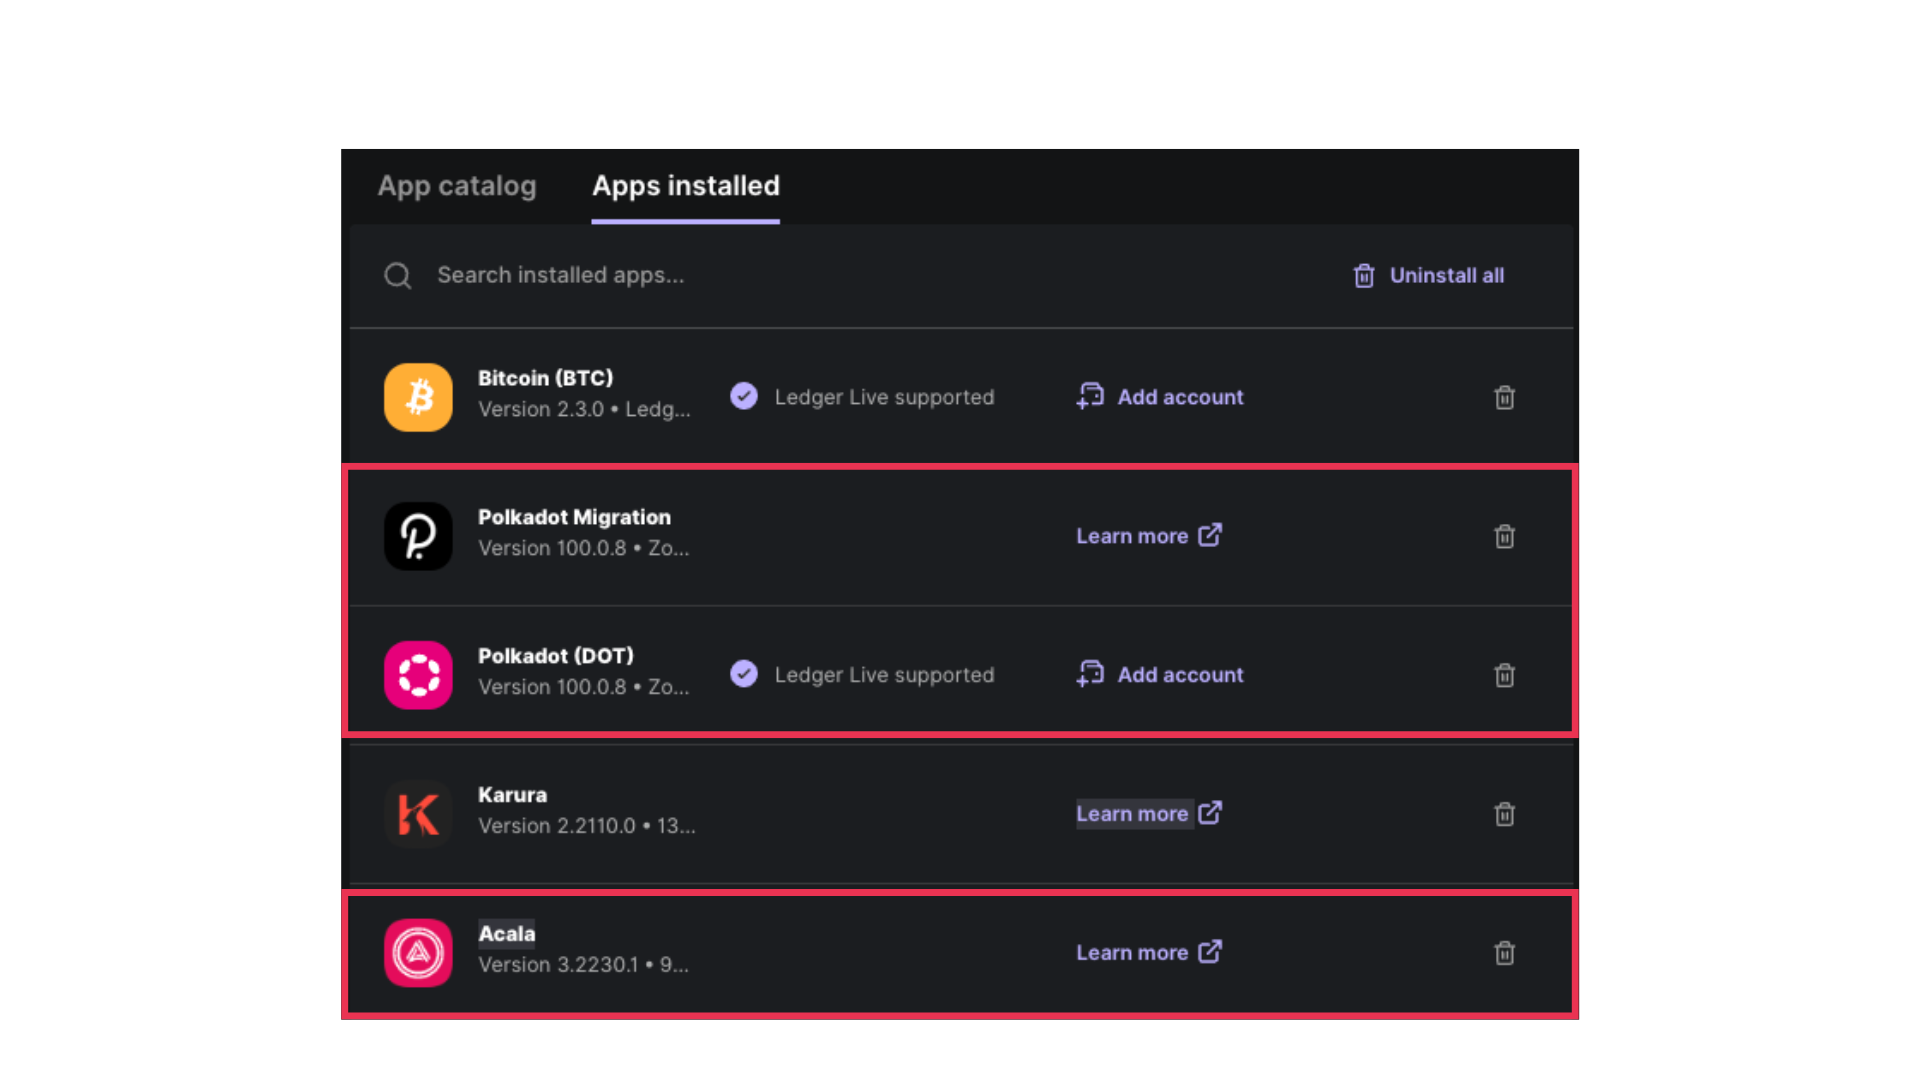 App catalog
Apps installed
Search installed apps...
Uninstall all
Bitcoin (BTC)
Version 2.3.0 • Ledg...
Ledger Live supported
Add account
Polkadot Migration
Version 100.0.8 • Zo...
Learn more
Polkadot (DOT)
Version 100.0.8 • Zo...
Ledger Live supported
Add account
Karura
Version 2.2110.0 • 13...
Learn more
Acala
Version 3.2230.1 • 9...
Learn more